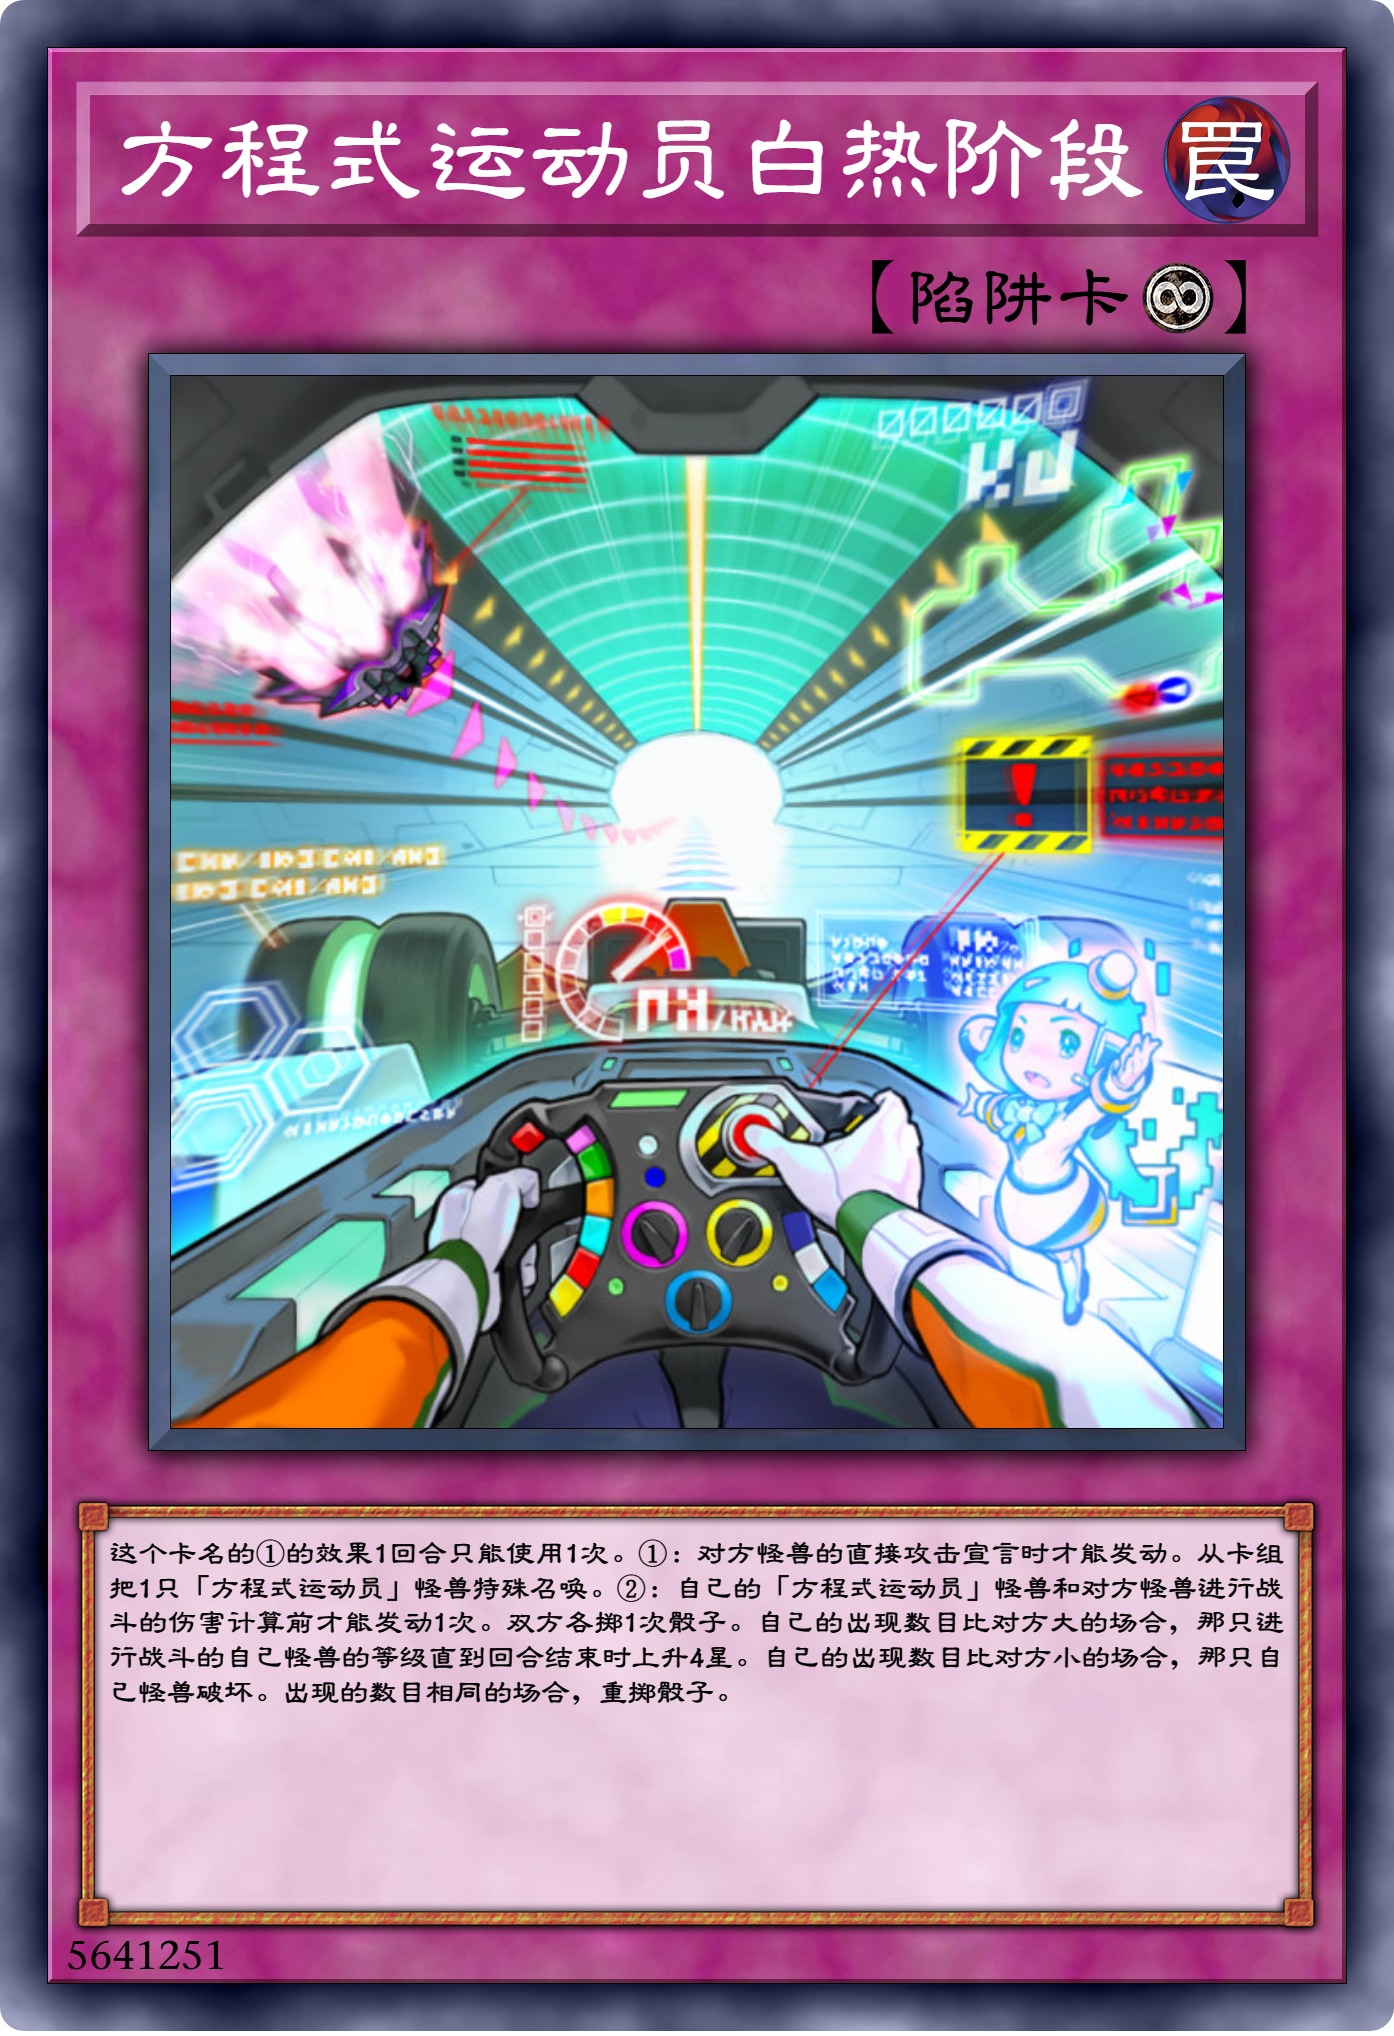 方程式运动员白热阶段 罠
【陷阱卡】
这个卡名的①的效果1回合只能使用1次。①：对方怪兽的直接攻击宣言时才能发动。从卡组
把1只「方程式运动员」怪兽特殊召唤。②：自己的「方程式运动员」怪兽和对方怪兽进行战
斗的伤害计算前才能发动1次。双方各掷1次骰子。自己的出现数目比对方大的场合，那只进
行战斗的自己怪兽的等级直到回合结束时上升4星。自己的出现数目比对方小的场合，那只自
己怪兽破坏。出现的数目相同的场合，重掷骰子。
5641251